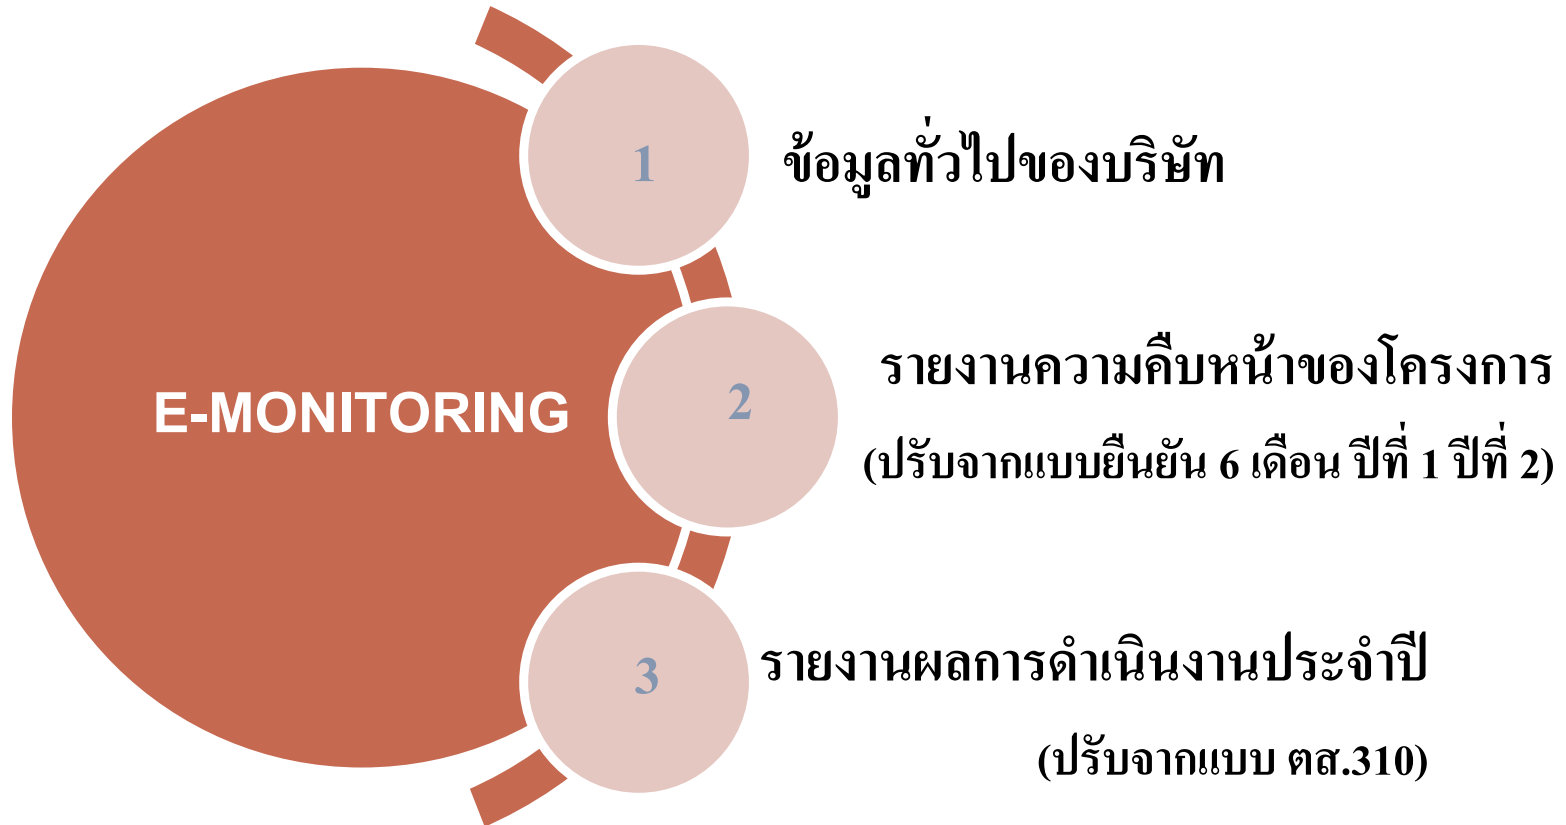 1
ข้อมูลทั่วไปของบริษัท
E-MONITORING
2
รายงานความคืบหน้าของโครงการ
(ปรับจากแบบยืนยัน 6 เดือน ปีที่ 1 ปีที่ 2)
3
รายงานผลการดำเนินงานประจำปี
(ปรับจากแบบ ตส.310)